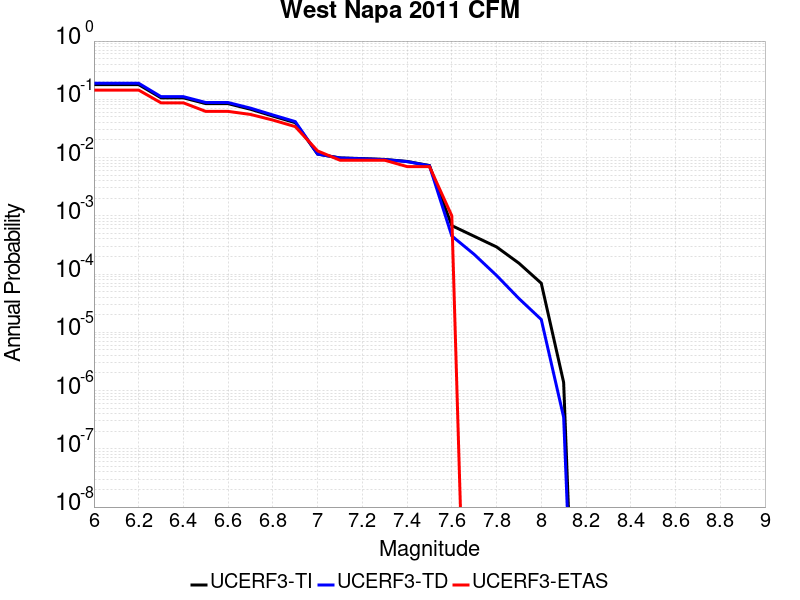 West Napa 2011 CFM
10^0
10^-1
10^-2
10^-3
10^-4
10^-5
10^-6
10^-7
10^-8
Annual Probability
6 6.2 6.4 6.6 6.8 7 7.2 7.4 7.6 7.8 8 8.2 8.4 8.6 8.8 9
Magnitude
UCERF3-TI UCERF3-TD UCERF3-ETAS